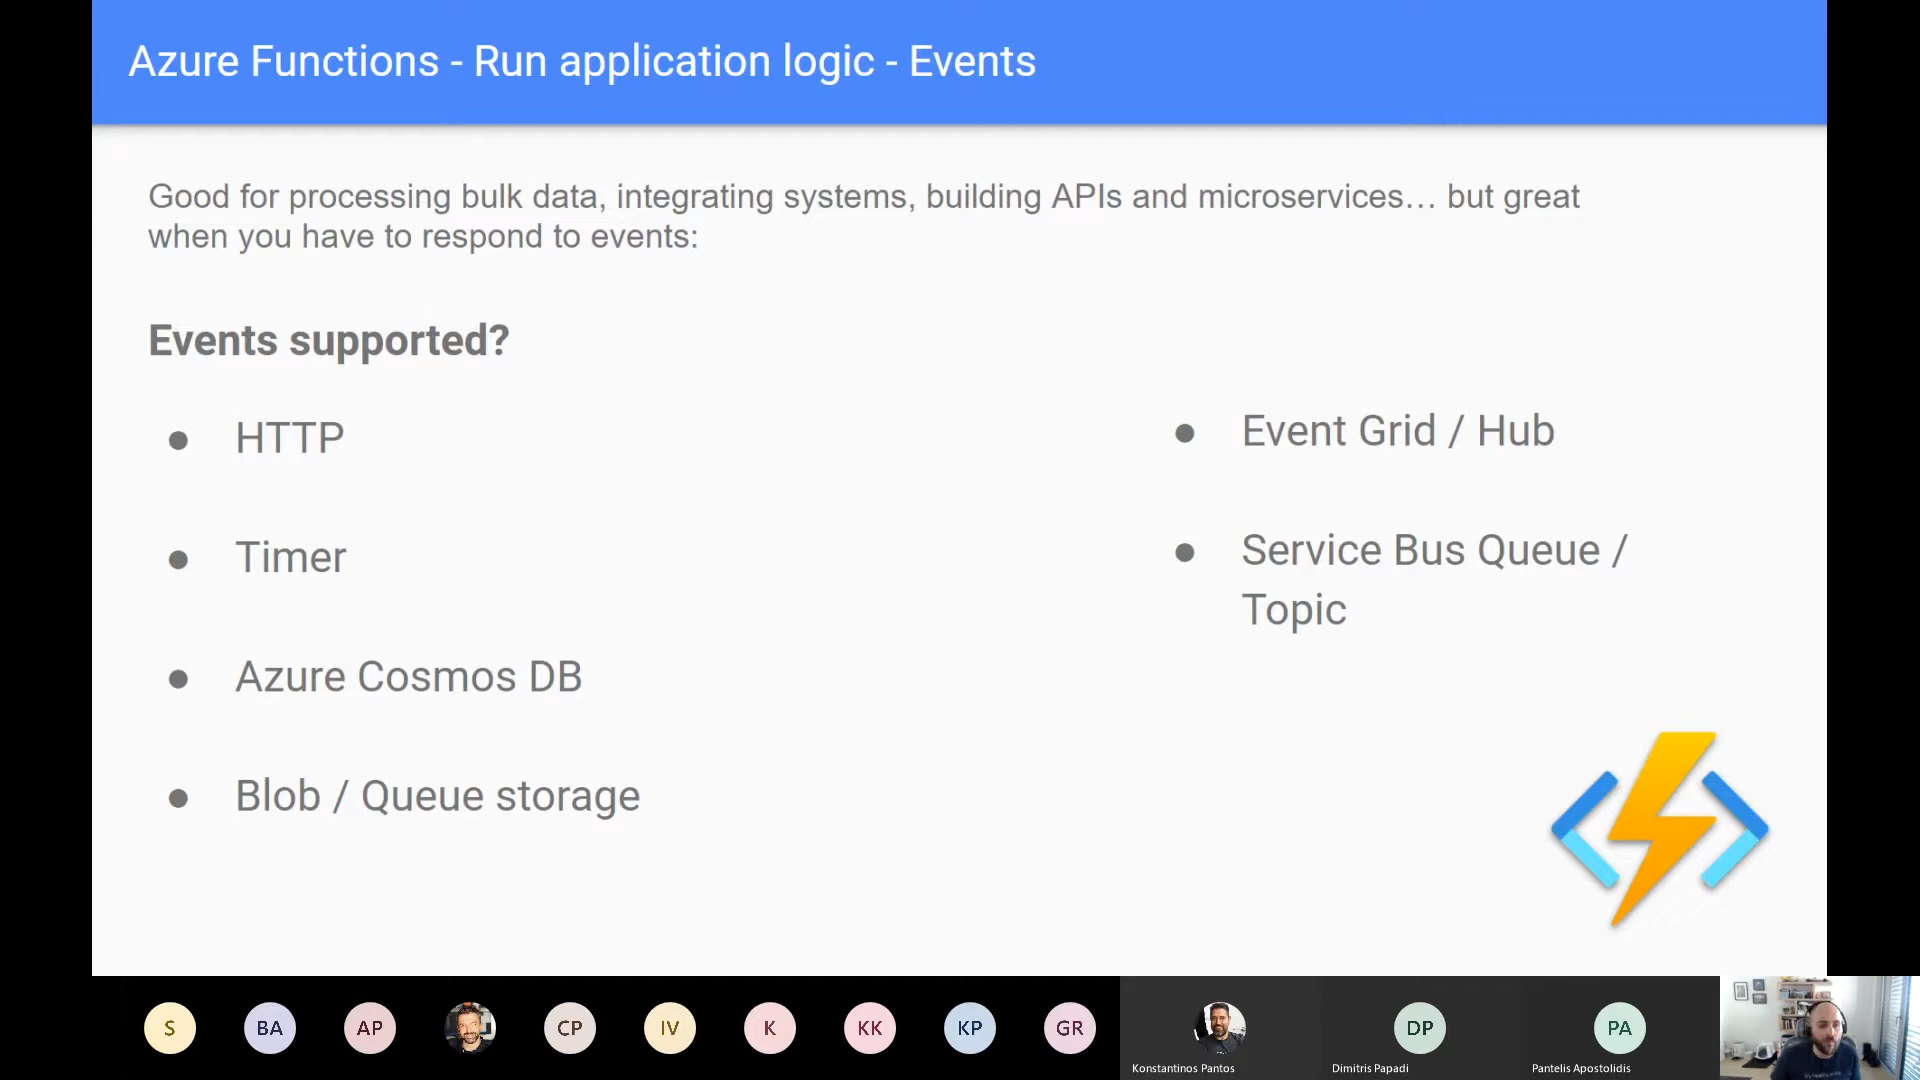 Azure Functions - Run application logic - Events
Good for processing bulk data, integrating systems, building APIs and microservices… but great
when you have to respond to events:
Events supported?
● HTTP
● Timer
● Azure Cosmos DB
● Blob / Queue storage
● Event Grid / Hub
● Service Bus Queue /
Topic
S
BA
AP
CP
IV
K
KK
KP
GR
Konstantinos Pantos
DP
Dimitris Papadi
PA
Pantelis Apostolidis